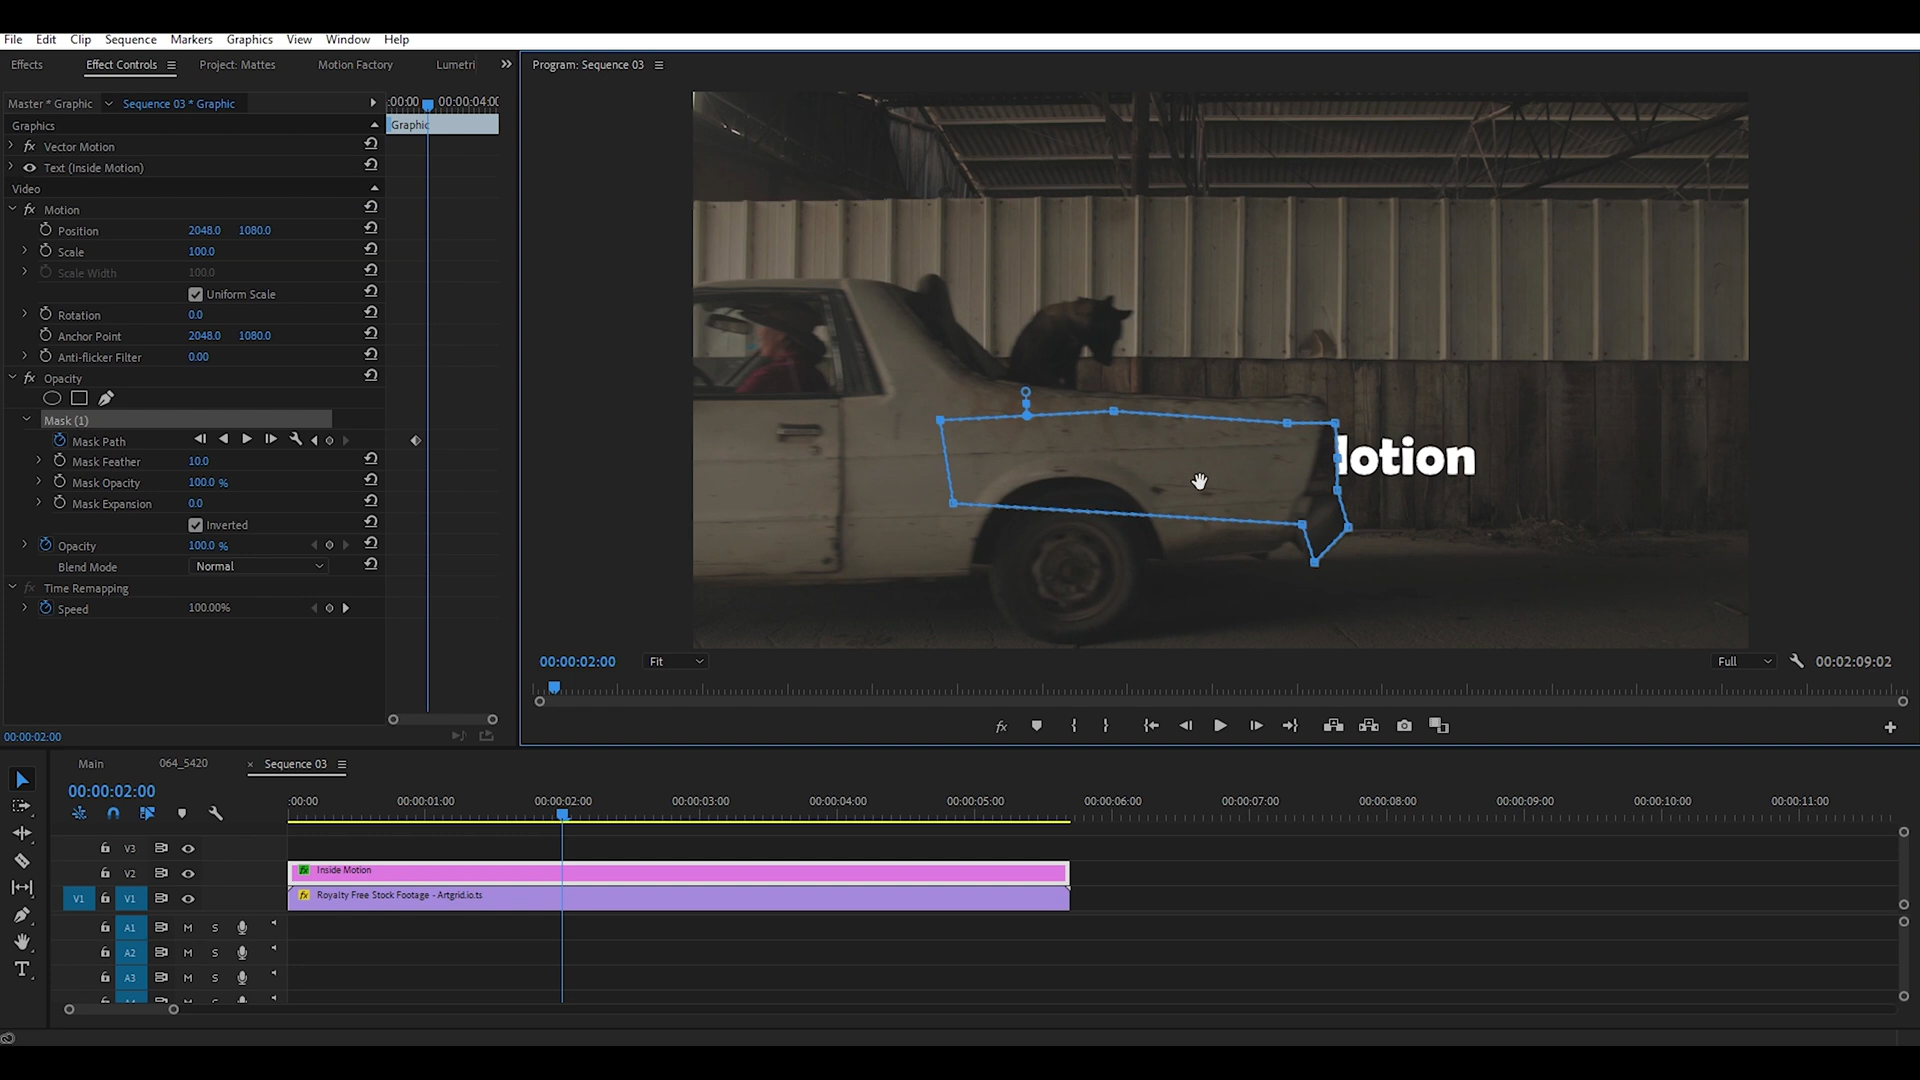 File Edit Clip Sequence Markers Graphics View Window Help
Effects Effect Controls Project: Mattes Motion Factory Lumetri
Program: Sequence 03
Master * Graphic Sequence 03 * Graphic :00:00 00:00:04:00
Graphics Graphic
fx Vector Motion
Text (Inside Motion)
Video
fx Motion
Position 2048.0 1080.0
Scale 100.0
Scale Width 100.0
Uniform Scale
Rotation 0.0
Anchor Point 2048.0 1080.0
Anti-flicker Filter 0.00
fx Opacity
Mask (1)
Mask Path
Mask Feather 10.0
Mask Opacity 100.0 %
Mask Expansion 0.0
Inverted
Opacity 100.0 %
Blend Mode Normal
fx Time Remapping
Speed 100.00%
00:00:02:00
lotion
00:00:02:00 Fit Full 00:02:09:02
fx
Main 064_5420 × Sequence 03
00:00:02:00
:00:00 00:00:01:00 00:00:02:00 00:00:03:00 00:00:04:00 00:00:05:00 00:00:06:00 00:00:07:00 00:00:08:00 00:00:09:00 00:00:10:00 00:00:11:00
V3
V2 fx Inside Motion
V1 V1 fx Royalty Free Stock Footage - Artgrid.io.ts
A1 M S
A2 M S
A3 M S